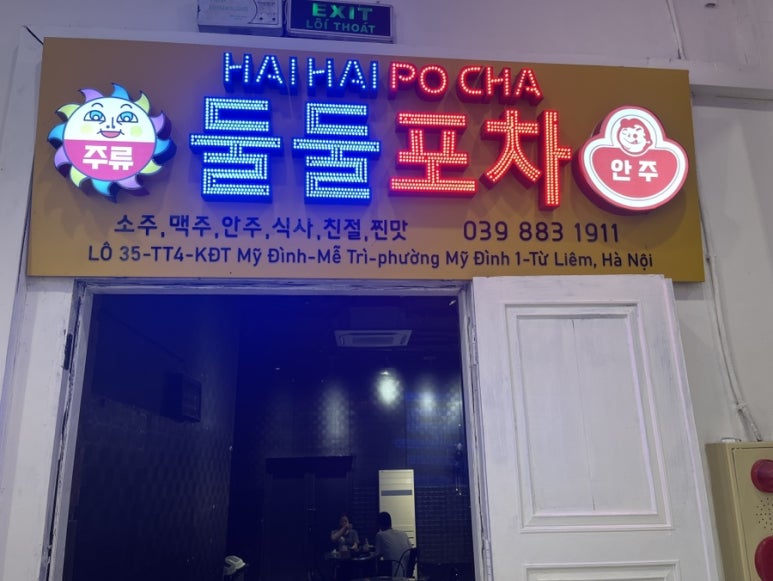 EXIT
LỐI THOÁT
HAI HAI PO CHA
주류
둘둘포차
안주
소주,맥주,안주,식사,친절,찐맛 039 883 1911
LÔ 35-TT4-KĐT Mỹ Đình-Mễ Trì-phường Mỹ Đình 1-Từ Liêm, Hà Nội